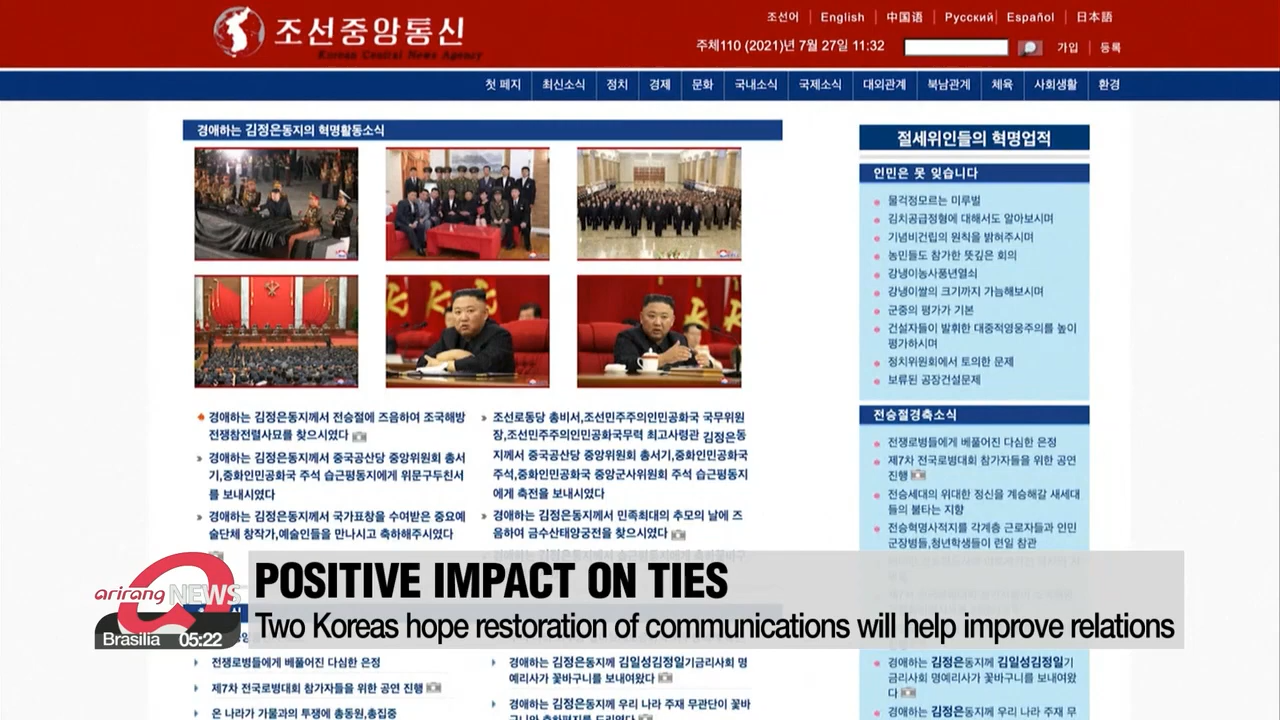 조선중앙통신
Korean Central News Agency
조선어 | English | 中国语 | Русский | Español | 日本語
주체110 (2021)년 7월 27일 11:32
가입 | 등록
첫 페지 | 최신소식 | 정치 | 경제 | 문화 | 국내소식 | 국제소식 | 대외관계 | 북남관계 | 체육 | 사회생활 | 환경
경애하는 김정은동지의 혁명활동소식
경애하는 김정은동지께서 전승절에 즈음하여 조국해방
전쟁참전렬사묘를 찾으시였다
경애하는 김정은동지께서 중국공산당 중앙위원회 총서
기,중화인민공화국 주석 습근평동지에게 위문구두친서
를 보내시였다
경애하는 김정은동지께서 국가표창을 수여받은 중요예
술단체 창작가,예술인들을 만나시고 축하해주시였다
조선로동당 총비서,조선민주주의인민공화국 국무위원
장,조선민주주의인민공화국무력 최고사령관 김정은동
지께서 중국공산당 중앙위원회 총서기,중화인민공화국
주석,중화인민공화국 중앙군사위원회 주석 습근평동지
에게 축전을 보내시였다
경애하는 김정은동지께서 민족최대의 추모의 날에 즈
음하여 금수산태양궁전을 찾으시였다
절세위인들의 혁명업적
인민은 못 잊습니다
물걱정모르는 미루벌
김치공급정형에 대해서도 알아보시며
기념비건립의 원칙을 밝혀주시며
농민들도 참가한 뜻깊은 회의
강냉이농사풍년열쇠
강냉이쌀의 크기까지 가늠해보시며
군중의 평가가 기본
건설자들이 발휘한 대중적영웅주의를 높이
평가하시며
정치위원회에서 토의한 문제
보류된 공장건설문제
전승절경축소식
전쟁로병들에게 베풀어진 다심한 은정
제7차 전국로병대회 참가자들을 위한 공연
진행
전승세대의 위대한 정신을 계승해갈 새세대
들의 불타는 지향
전승혁명사적지를 각계층 근로자들과 인민
군장병들,청년학생들이 련일 참관
POSITIVE IMPACT ON TIES
Two Koreas hope restoration of communications will help improve relations
arirang NEWS
Brasilia 05:22
전쟁로병들에게 베풀어진 다심한 은정
제7차 전국로병대회 참가자들을 위한 공연 진행
온 나라가 가물과의 투쟁에 총동원,총집중
경애하는 김정은동지께 김일성김정일기금리사회 명
예리사가 꽃바구니를 보내여왔다
경애하는 김정은동지께 우리 나라 주재 무관단이 꽃바
경애하는 김정은동지께 김일성김정일기
금리사회 명예리사가 꽃바구니를 보내여왔
다
경애하는 김정은동지께 우리 나라 주재 무